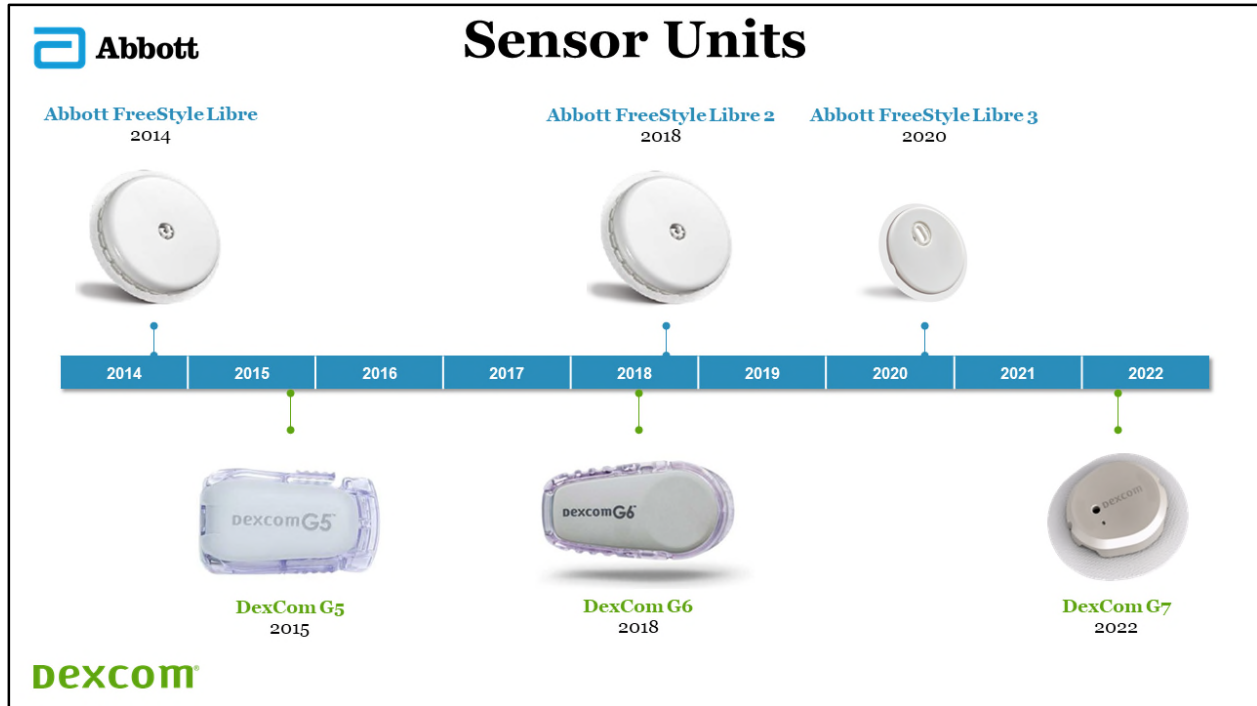 Abbott
Sensor Units
Abbott FreeStyle Libre
2014
Abbott FreeStyle Libre 2
2018
Abbott FreeStyle Libre 3
2020
2014
2015
2016
2017
2018
2019
2020
2021
2022
Dexcom G5™
Dexcom G6™
Dexcom
DexCom G5
2015
DexCom G6
2018
DexCom G7
2022
Dexcom®